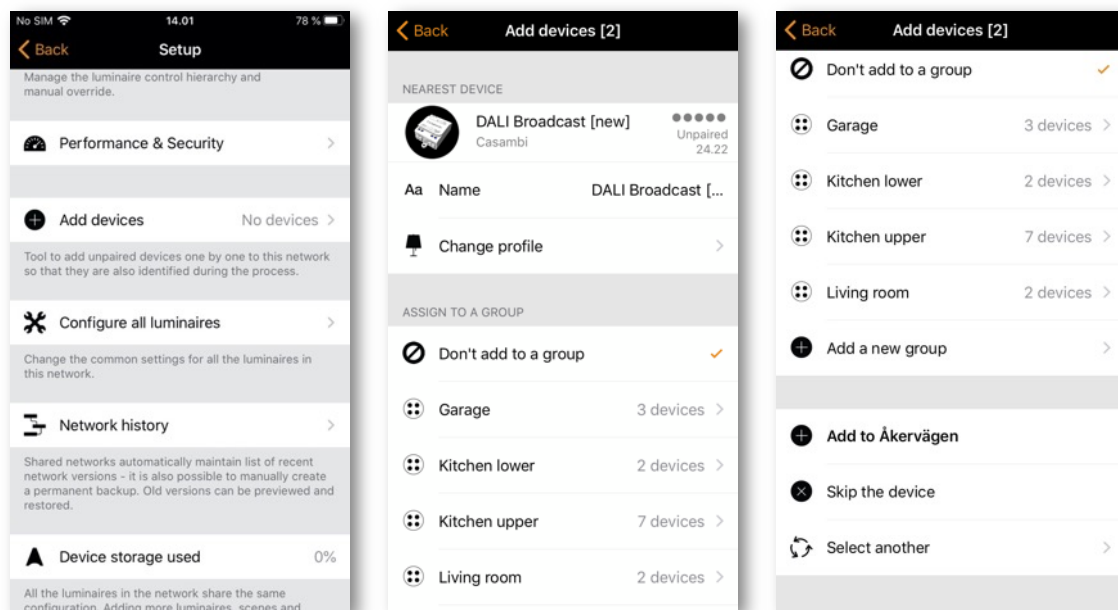 No SIM 14.01 78 %
Back Setup
Manage the luminaire control hierarchy and
manual override.
Performance & Security
Add devices No devices
Tool to add unpaired devices one by one to this network
so that they are also identified during the process.
Configure all luminaires
Change the common settings for all the luminaires in
this network.
Network history
Shared networks automatically maintain list of recent
network versions - it is also possible to manually create
a permanent backup. Old versions can be previewed and
restored.
Device storage used 0%
All the luminaires in the network share the same
configuration. Adding more luminaires, scenes and
Back Add devices [2]
NEAREST DEVICE
DALI Broadcast [new]
Casambi
Unpaired
24.22
Aa Name DALI Broadcast [...
Change profile
ASSIGN TO A GROUP
Don't add to a group
Garage 3 devices
Kitchen lower 2 devices
Kitchen upper 7 devices
Living room 2 devices
Back Add devices [2]
Don't add to a group
Garage 3 devices
Kitchen lower 2 devices
Kitchen upper 7 devices
Living room 2 devices
Add a new group
Add to Åkervägen
Skip the device
Select another